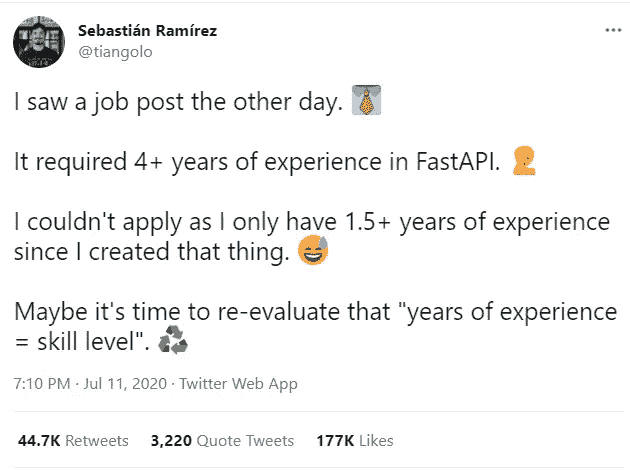 Sebastián Ramírez
@tiangolo
I saw a job post the other day. 👔
It required 4+ years of experience in FastAPI. 🤦
I couldn't apply as I only have 1.5+ years of experience
since I created that thing. 😅
Maybe it's time to re-evaluate that "years of experience
= skill level". ♻
7:10 PM · Jul 11, 2020 · Twitter Web App
44.7K Retweets 3,220 Quote Tweets 177K Likes